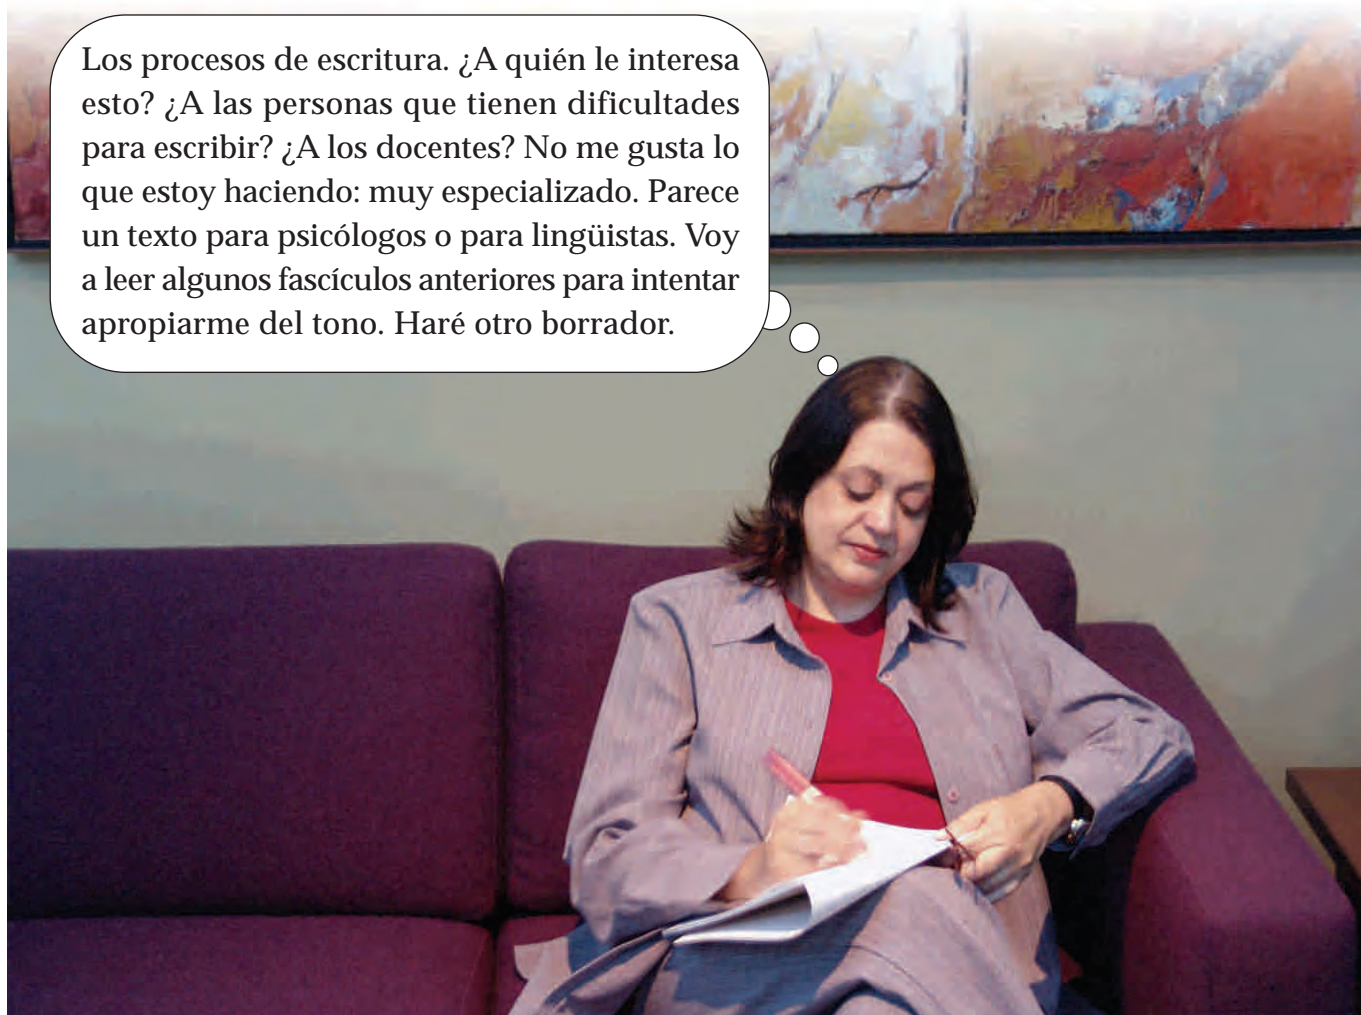 Los procesos de escritura. ¿A quién le interesa
esto? ¿A las personas que tienen dificultades
para escribir? ¿A los docentes? No me gusta lo
que estoy haciendo: muy especializado. Parece
un texto para psicólogos o para lingüistas. Voy
a leer algunos fascículos anteriores para intentar
apropiarme del tono. Haré otro borrador.